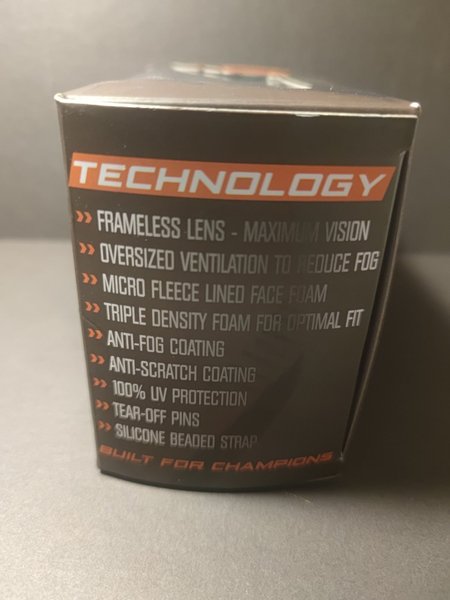 TECHNOLOGY
FRAMELESS LENS - MAXIMUM VISION
OVERSIZED VENTILATION TO REDUCE FOG
MICRO FLEECE LINED FACE FOAM
TRIPLE DENSITY FOAM FOR OPTIMAL FIT
ANTI-FOG COATING
ANTI-SCRATCH COATING
100% UV PROTECTION
TEAR-OFF PINS
SILICONE BEADED STRAP
BUILT FOR CHAMPIONS